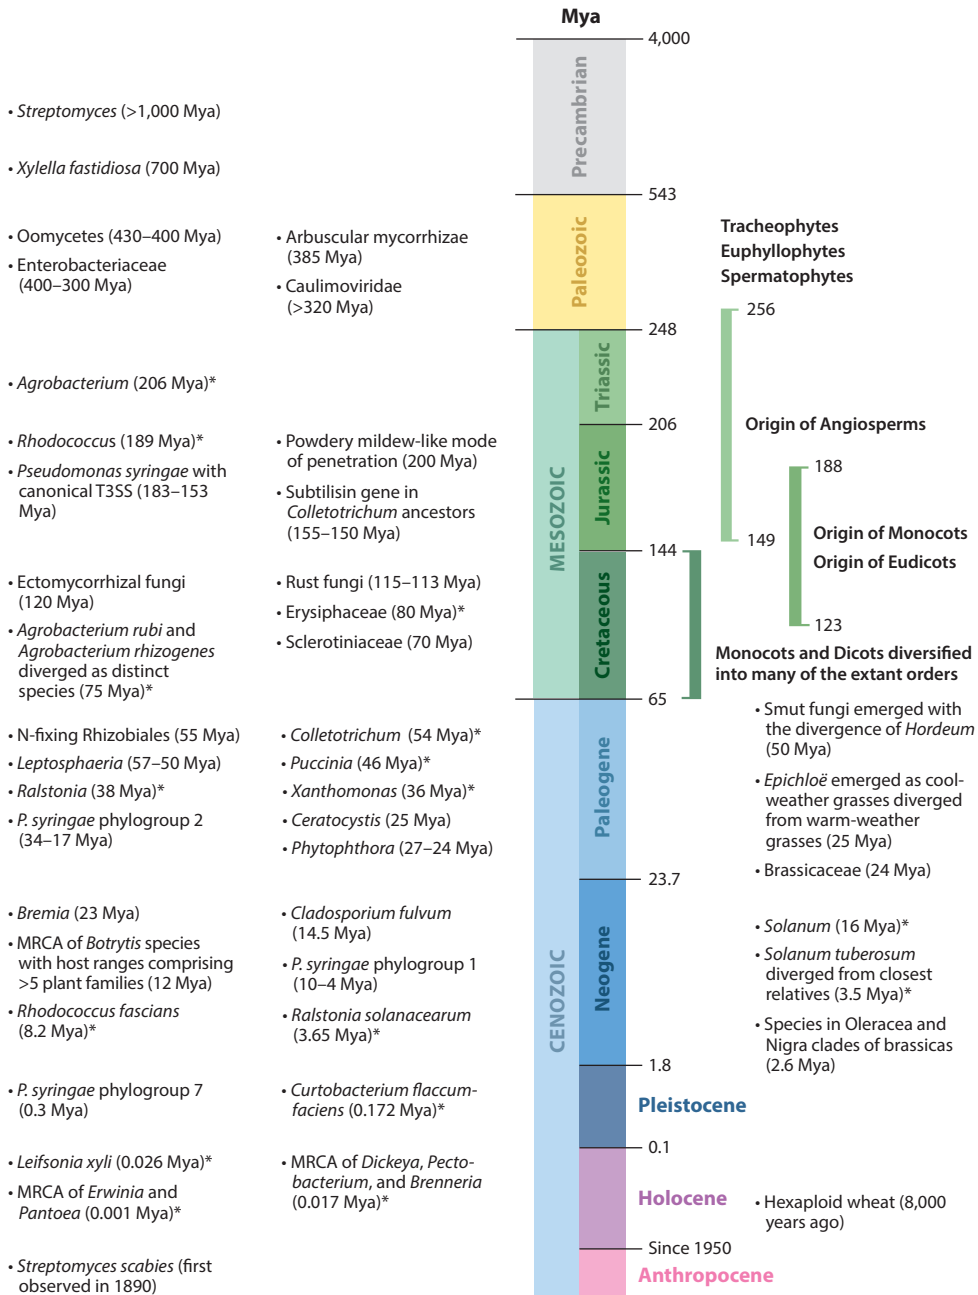 Mya
4,000
Precambrian
• Streptomyces (>1,000 Mya)
• Xylella fastidiosa (700 Mya)
543
Paleozoic
• Oomycetes (430–400 Mya)
• Enterobacteriaceae
(400–300 Mya)
• Arbuscular mycorrhizae
(385 Mya)
• Caulimoviridae
(>320 Mya)
Tracheophytes
Euphyllophytes
Spermatophytes
256
248
MESOZOIC
Triassic
• Agrobacterium (206 Mya)*
206
Origin of Angiosperms
Jurassic
• Rhodococcus (189 Mya)*
• Pseudomonas syringae with
canonical T3SS (183–153
Mya)
• Powdery mildew-like mode
of penetration (200 Mya)
• Subtilisin gene in
Colletotrichum ancestors
(155–150 Mya)
188
149
Origin of Monocots
Origin of Eudicots
144
Cretaceous
• Ectomycorrhizal fungi
(120 Mya)
• Agrobacterium rubi and
Agrobacterium rhizogenes
diverged as distinct
species (75 Mya)*
• Rust fungi (115–113 Mya)
• Erysiphaceae (80 Mya)*
• Sclerotiniaceae (70 Mya)
123
Monocots and Dicots diversified
into many of the extant orders
65
CENOZOIC
Paleogene
• N-fixing Rhizobiales (55 Mya)
• Leptosphaeria (57–50 Mya)
• Ralstonia (38 Mya)*
• P. syringae phylogroup 2
(34–17 Mya)
• Colletotrichum (54 Mya)*
• Puccinia (46 Mya)*
• Xanthomonas (36 Mya)*
• Ceratocystis (25 Mya)
• Phytophthora (27–24 Mya)
• Smut fungi emerged with
the divergence of Hordeum
(50 Mya)
• Epichloë emerged as cool-
weather grasses diverged
from warm-weather
grasses (25 Mya)
• Brassicaceae (24 Mya)
23.7
Neogene
• Bremia (23 Mya)
• MRCA of Botrytis species
with host ranges comprising
>5 plant families (12 Mya)
• Rhodococcus fascians
(8.2 Mya)*
• Cladosporium fulvum
(14.5 Mya)
• P. syringae phylogroup 1
(10–4 Mya)
• Ralstonia solanacearum
(3.65 Mya)*
• Solanum (16 Mya)*
• Solanum tuberosum
diverged from closest
relatives (3.5 Mya)*
• Species in Oleracea and
Nigra clades of brassicas
(2.6 Mya)
1.8
• P. syringae phylogroup 7
(0.3 Mya)
• Curtobacterium flaccum-
faciens (0.172 Mya)*
Pleistocene
0.1
• Leifsonia xyli (0.026 Mya)*
• MRCA of Erwinia and
Pantoea (0.001 Mya)*
• MRCA of Dickeya, Pecto-
bacterium, and Brenneria
(0.017 Mya)*
Holocene
• Hexaploid wheat (8,000
years ago)
Since 1950
• Streptomyces scabies (first
observed in 1890)
Anthropocene